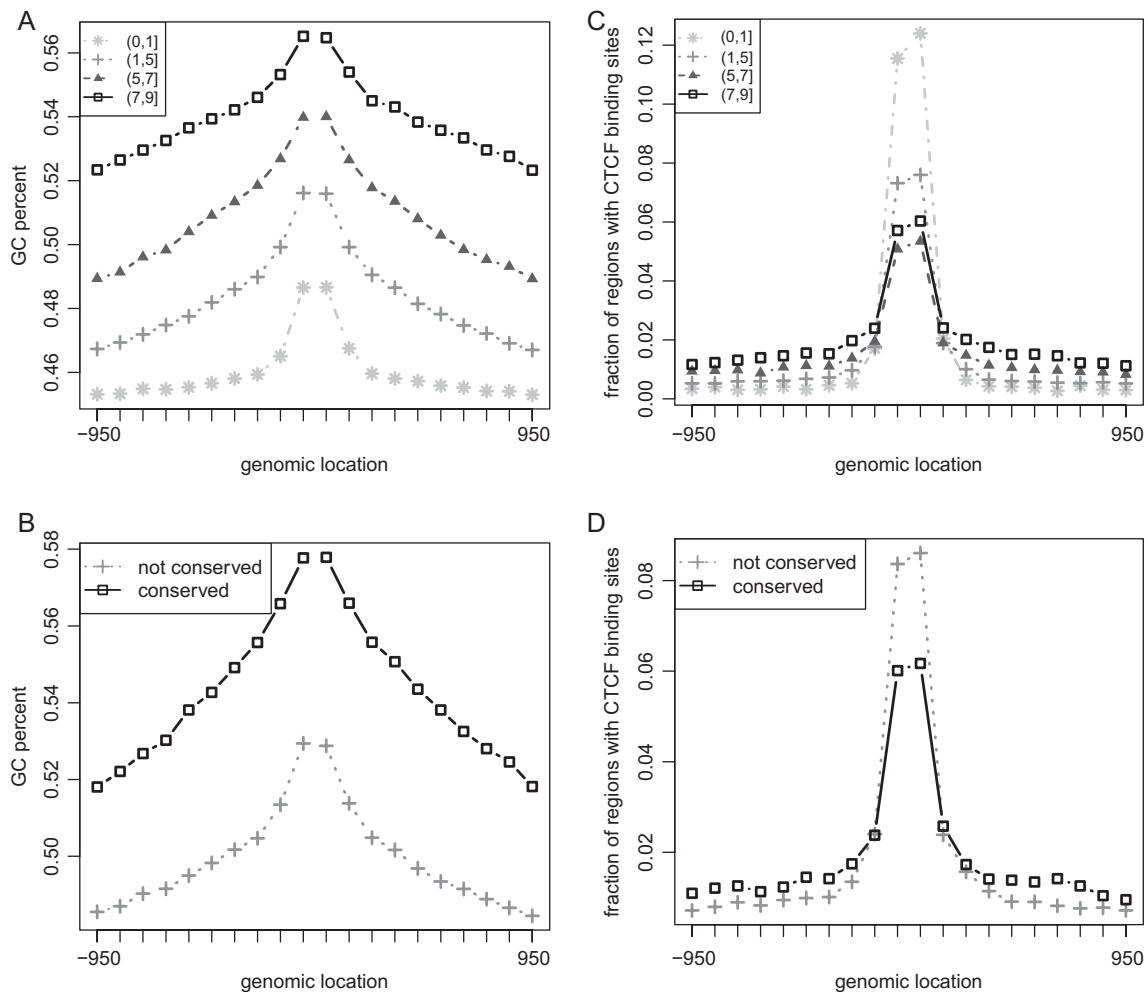 A
(0,1]
(1,5]
(5,7]
(7,9]
GC percent
0.46 0.48 0.50 0.52 0.54 0.56
−950 950
genomic location
C
(0,1]
(1,5]
(5,7]
(7,9]
fraction of regions with CTCF binding sites
0.00 0.02 0.04 0.06 0.08 0.10 0.12
−950 950
genomic location
B
not conserved
conserved
GC percent
0.50 0.52 0.54 0.56 0.58
−950 950
genomic location
D
not conserved
conserved
fraction of regions with CTCF binding sites
0.02 0.04 0.06 0.08
−950 950
genomic location